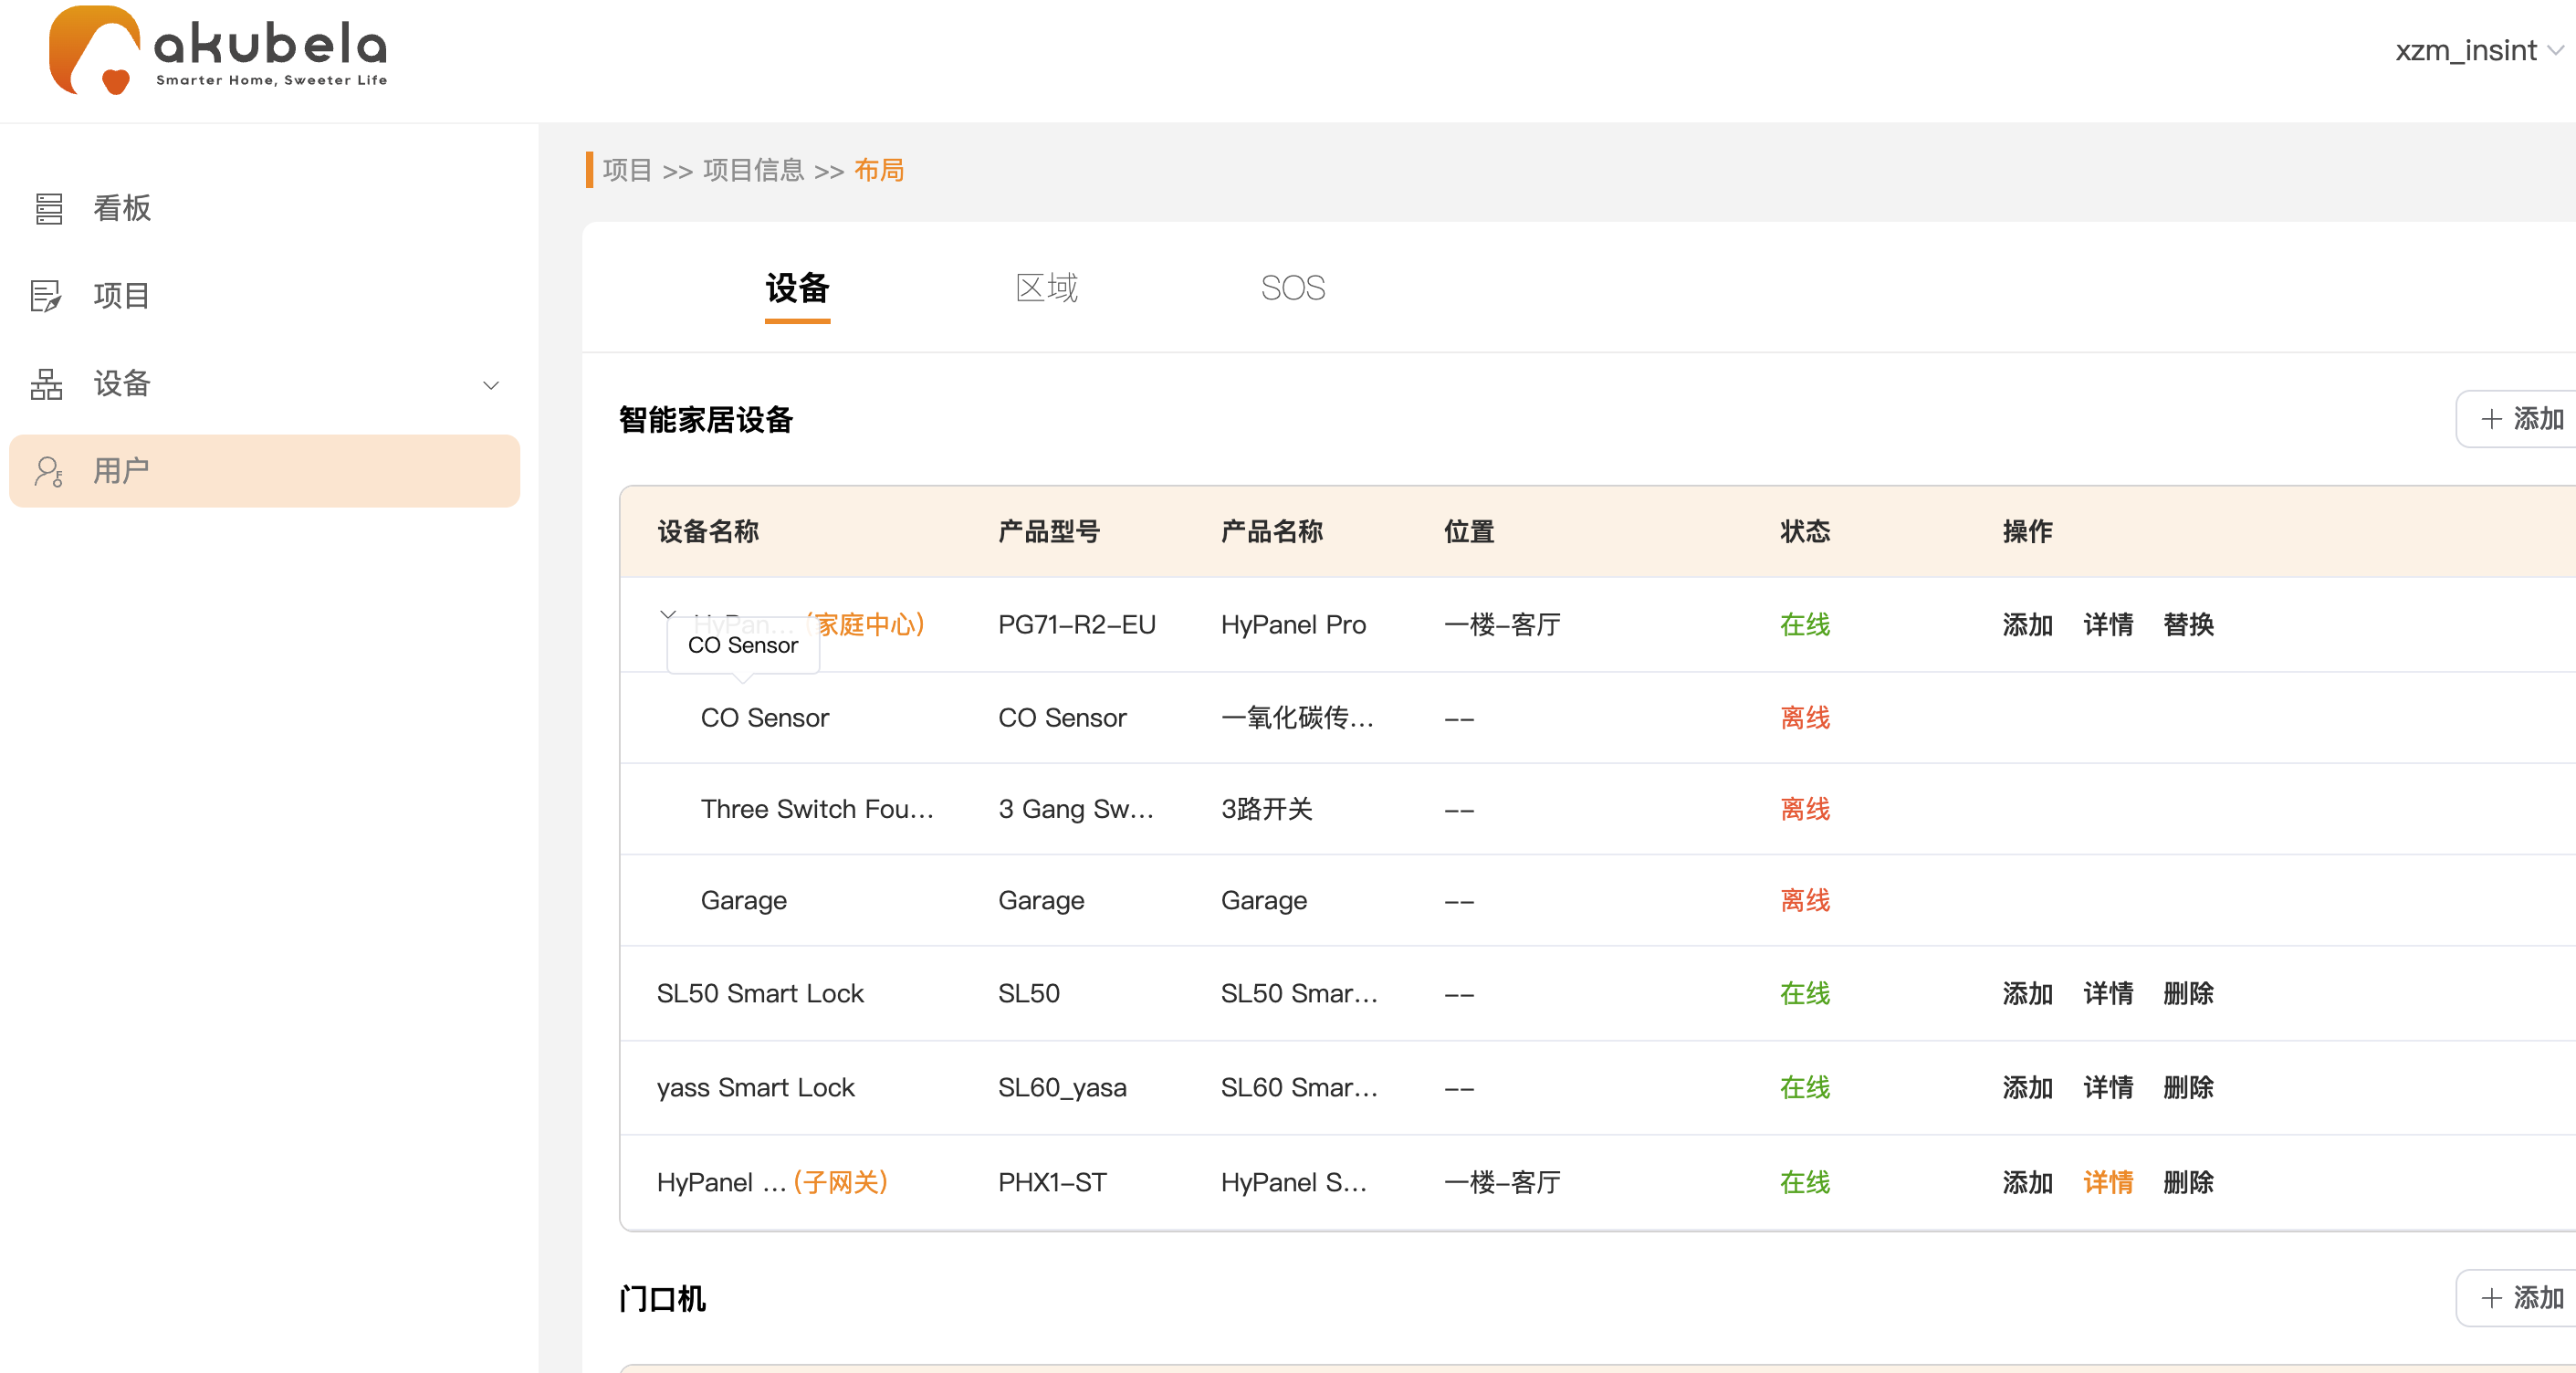 akubela
Smarter Home, Sweeter Life
xzm_insint
看板
项目
设备
用户
项目 >> 项目信息 >> 布局
设备 区域 SOS
智能家居设备
+ 添加
设备名称 产品型号 产品名称 位置 状态 操作
HyPan... (家庭中心) PG71-R2-EU HyPanel Pro 一楼-客厅 在线 添加 详情 替换
CO Sensor
CO Sensor CO Sensor 一氧化碳传... -- 离线
Three Switch Fou... 3 Gang Sw... 3路开关 -- 离线
Garage Garage Garage -- 离线
SL50 Smart Lock SL50 SL50 Smar... -- 在线 添加 详情 删除
yass Smart Lock SL60_yasa SL60 Smar... -- 在线 添加 详情 删除
HyPanel ... (子网关) PHX1-ST HyPanel S... 一楼-客厅 在线 添加 详情 删除
门口机
+ 添加